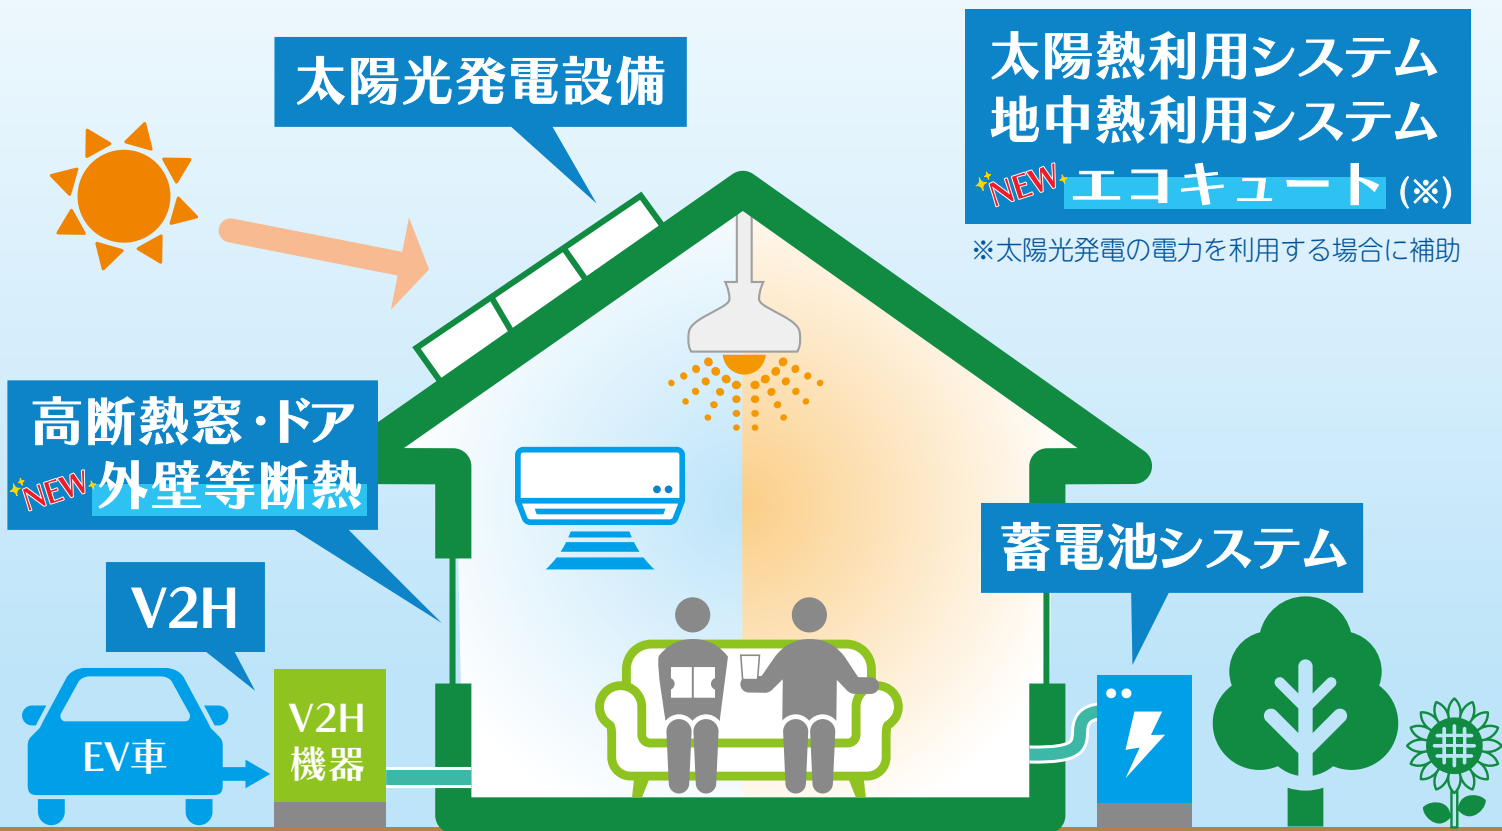 太陽光発電設備
太陽熱利用システム
地中熱利用システム
NEW エコキュート(※)
※太陽光発電の電力を利用する場合に補助
高断熱窓・ドア
NEW 外壁等断熱
V2H
蓄電池システム
EV車
V2H
機器